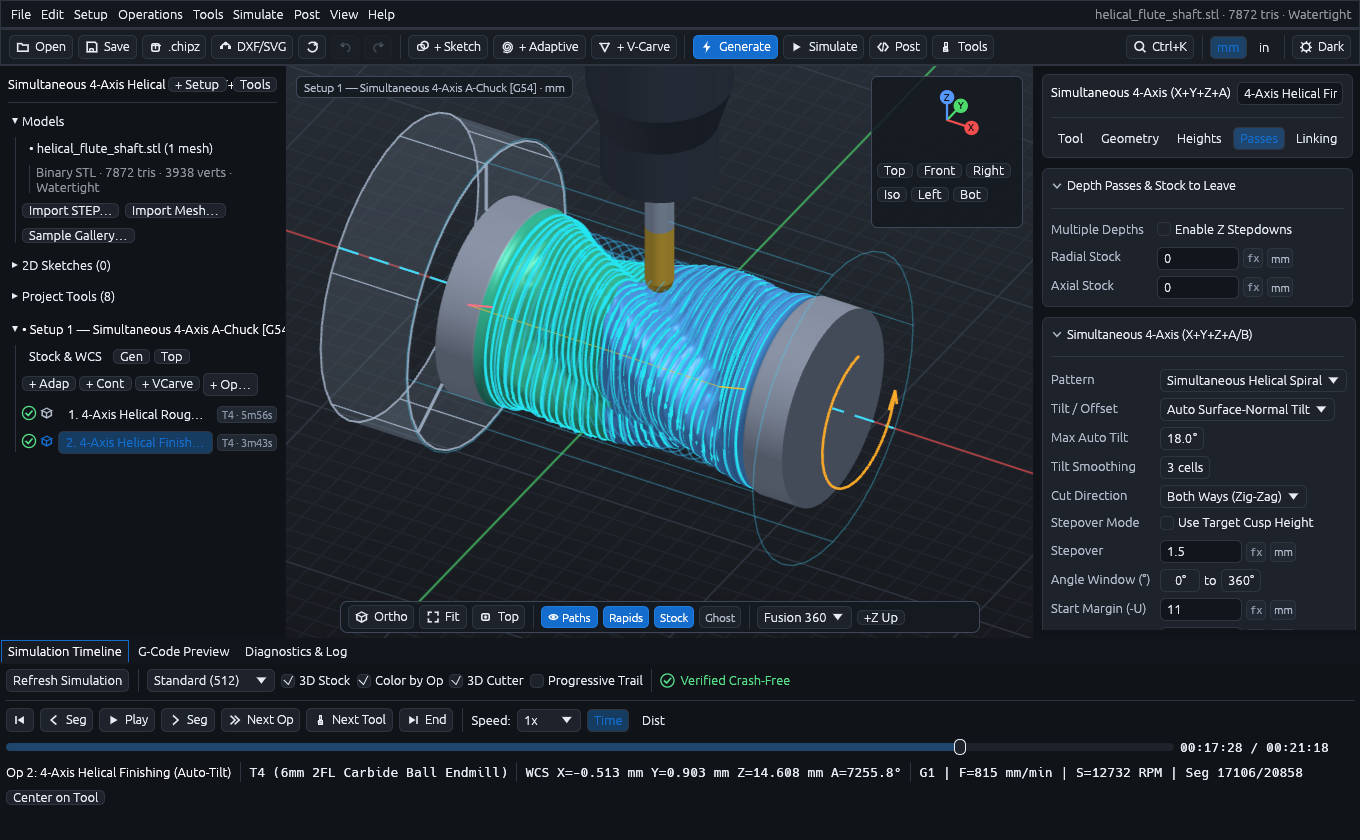 File Edit Setup Operations Tools Simulate Post View Help
helical_flute_shaft.stl · 7872 tris · Watertight
Open Save .chipz DXF/SVG + Sketch + Adaptive + V-Carve Generate Simulate Post Tools Ctrl+K mm in Dark
Simultaneous 4-Axis Helical + Setup + Tools
Models
• helical_flute_shaft.stl (1 mesh)
Binary STL · 7872 tris · 3938 verts ·
Watertight
Import STEP… Import Mesh…
Sample Gallery…
2D Sketches (0)
Project Tools (8)
• Setup 1 — Simultaneous 4-Axis A-Chuck [G54
Stock & WCS Gen Top
+ Adap + Cont + VCarve + Op…
1. 4-Axis Helical Roug… T4 · 5m56s
2. 4-Axis Helical Finish… T4 · 3m43s
Setup 1 — Simultaneous 4-Axis A-Chuck [G54] · mm
Z
Y
X
Top Front Right
Iso Left Bot
Ortho Fit Top Paths Rapids Stock Ghost Fusion 360 +Z Up
Simultaneous 4-Axis (X+Y+Z+A) 4-Axis Helical Fir
Tool Geometry Heights Passes Linking
Depth Passes & Stock to Leave
Multiple Depths Enable Z Stepdowns
Radial Stock 0 fx mm
Axial Stock 0 fx mm
Simultaneous 4-Axis (X+Y+Z+A/B)
Pattern Simultaneous Helical Spiral
Tilt / Offset Auto Surface-Normal Tilt
Max Auto Tilt 18.0°
Tilt Smoothing 3 cells
Cut Direction Both Ways (Zig-Zag)
Stepover Mode Use Target Cusp Height
Stepover 1.5 fx mm
Angle Window (°) 0° to 360°
Start Margin (-U) 11 fx mm
Simulation Timeline G-Code Preview Diagnostics & Log
Refresh Simulation Standard (512) 3D Stock Color by Op 3D Cutter Progressive Trail Verified Crash-Free
Seg Play Seg Next Op Next Tool End Speed: 1x Time Dist
00:17:28 / 00:21:18
Op 2: 4-Axis Helical Finishing (Auto-Tilt) T4 (6mm 2FL Carbide Ball Endmill) WCS X=-0.513 mm Y=0.903 mm Z=14.608 mm A=7255.8° G1 | F=815 mm/min | S=12732 RPM | Seg 17106/20858
Center on Tool